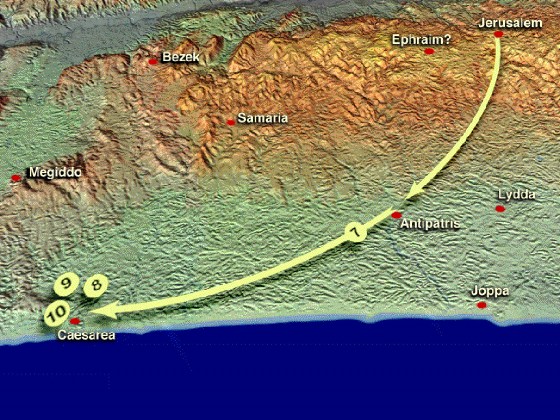 Jerusalem
Ephraim?
Bezek
Samaria
Megiddo
Lydda
Antipatris
7
9
8
Joppa
10
Caesarea